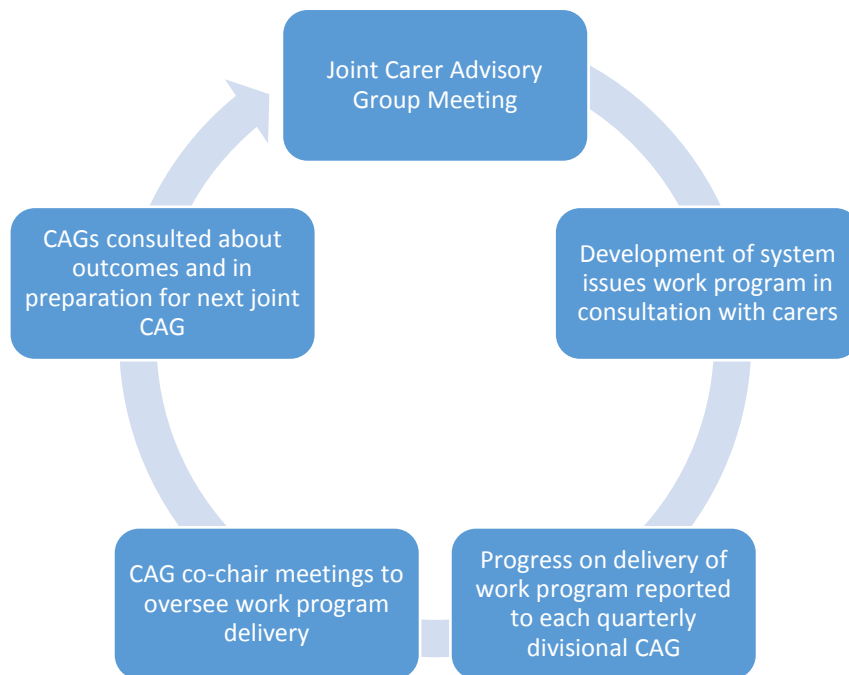 Joint Carer Advisory
Group Meeting
Development of system
issues work program in
consultation with carers
Progress on delivery of
work program reported
to each quarterly
divisional CAG
CAG co-chair meetings to
oversee work program
delivery
CAGs consulted about
outcomes and in
preparation for next joint
CAG